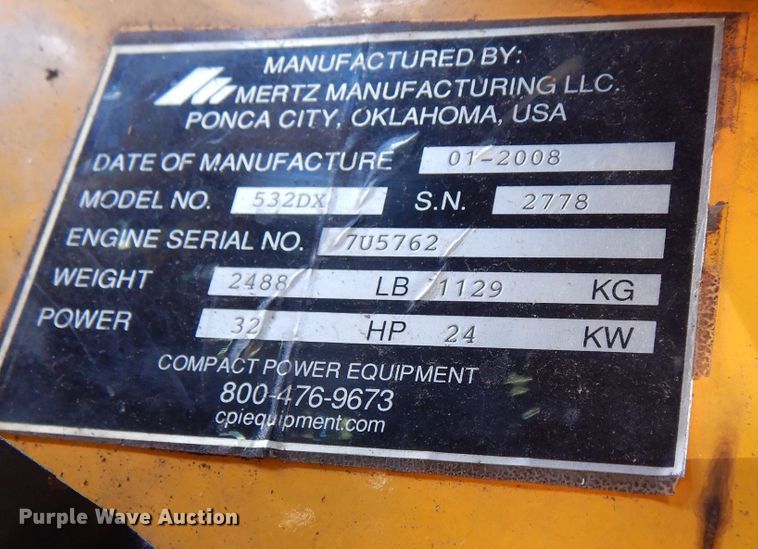 MANUFACTURED BY:
MERTZ MANUFACTURING LLC.
PONCA CITY, OKLAHOMA, USA
DATE OF MANUFACTURE 01-2008
MODEL NO. 532DX S.N. 2778
ENGINE SERIAL NO. 7U5762
WEIGHT 2488 LB 1129 KG
POWER 32 HP 24 KW
COMPACT POWER EQUIPMENT
800-476-9673
cpiequipment.com
Purple Wave Auction